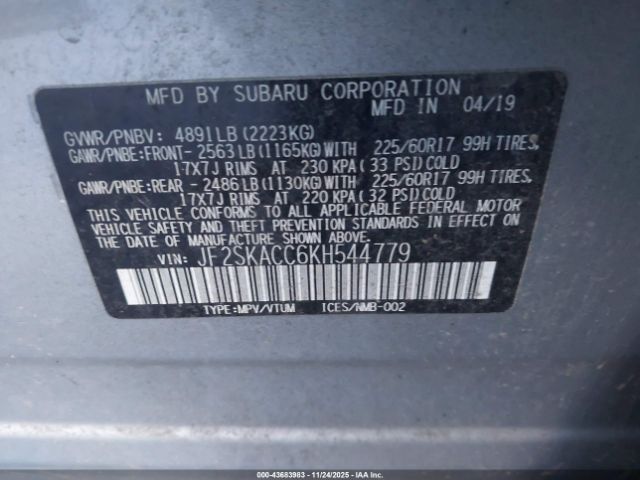 MFD BY SUBARU CORPORATION
MFD IN 04/19
GVWR/PNBV: 4891LB(2223KG)
GAWR/PNBE:FRONT- 2563LB(1165KG)WITH 225/60R17 99H TIRES,
17X7J RIMS AT 230 KPA( 33 PSI)COLD
GAWR/PNBE:REAR - 2486LB(1130KG)WITH 225/60R17 99H TIRES,
17X7J RIMS AT 220 KPA( 32 PSI)COLD
THIS VEHICLE CONFORMS TO ALL APPLICABLE FEDERAL MOTOR
VEHICLE SAFETY, BUMPER, AND THEFT PREVENTION STANDARDS IN EFFECT ON
THE DATE OF MANUFACTURE SHOWN ABOVE.
VIN: JF2SKACC6KH544779
TYPE:MPV/VTUM ICES/NMB-002
000-43683983 - 11/24/2025 - IAAI.COM